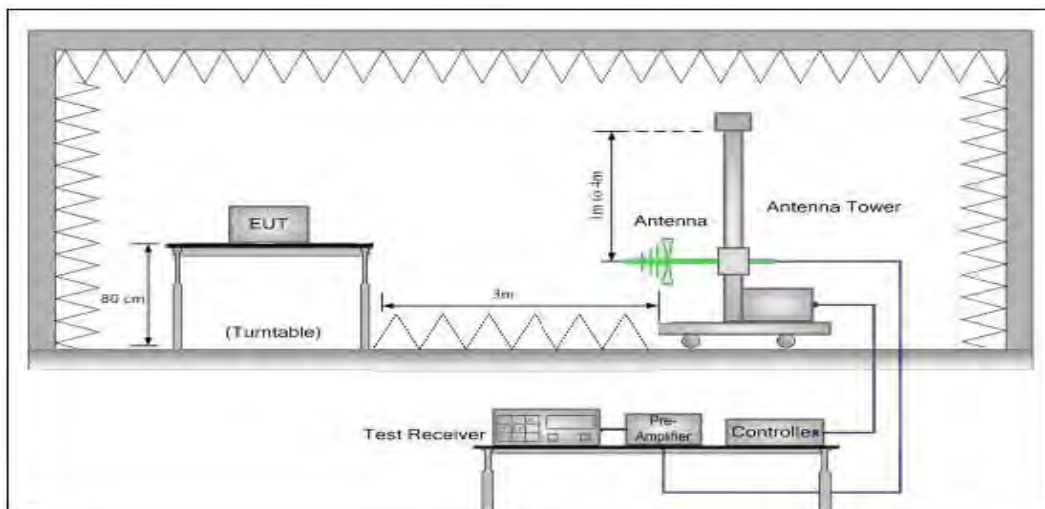 1m to 4m
Antenna
Antenna Tower
EUT
80 cm
3m
(Turntable)
Test Receiver
Pre-
Amplifier
Controller